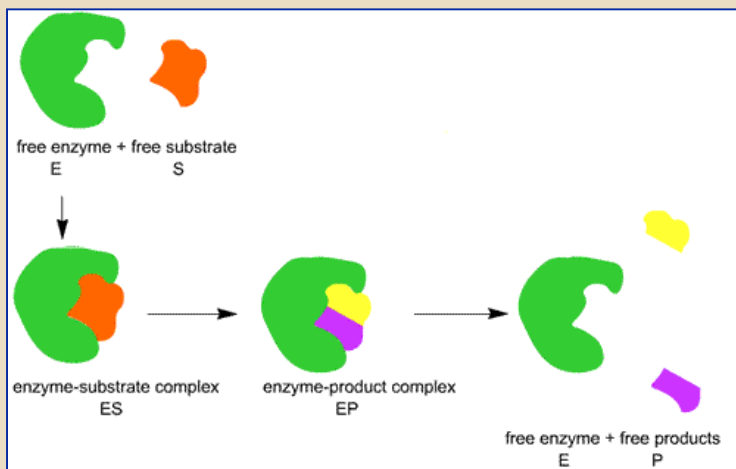 free enzyme + free substrate
E S
enzyme-substrate complex
ES
enzyme-product complex
EP
free enzyme + free products
E P